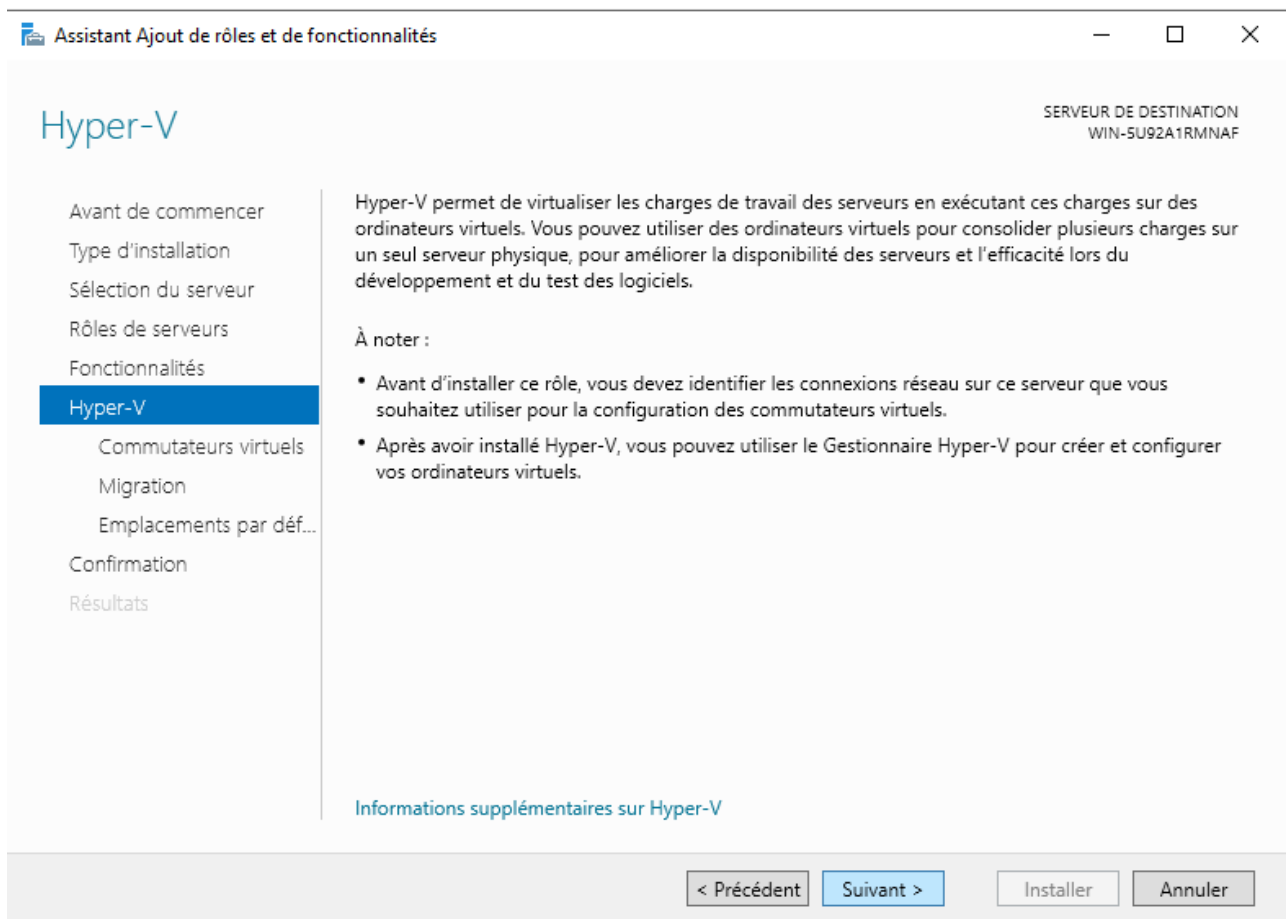 Assistant Ajout de rôles et de fonctionnalités
Hyper-V
SERVEUR DE DESTINATION
WIN-5U92A1RMNAF
Avant de commencer
Type d'installation
Sélection du serveur
Rôles de serveurs
Fonctionnalités
Hyper-V
Commutateurs virtuels
Migration
Emplacements par déf...
Confirmation
Résultats
Hyper-V permet de virtualiser les charges de travail des serveurs en exécutant ces charges sur des
ordinateurs virtuels. Vous pouvez utiliser des ordinateurs virtuels pour consolider plusieurs charges sur
un seul serveur physique, pour améliorer la disponibilité des serveurs et l'efficacité lors du
développement et du test des logiciels.
À noter :
• Avant d’installer ce rôle, vous devez identifier les connexions réseau sur ce serveur que vous
souhaitez utiliser pour la configuration des commutateurs virtuels.
• Après avoir installé Hyper-V, vous pouvez utiliser le Gestionnaire Hyper-V pour créer et configurer
vos ordinateurs virtuels.
Informations supplémentaires sur Hyper-V
< Précédent
Suivant >
Installer
Annuler